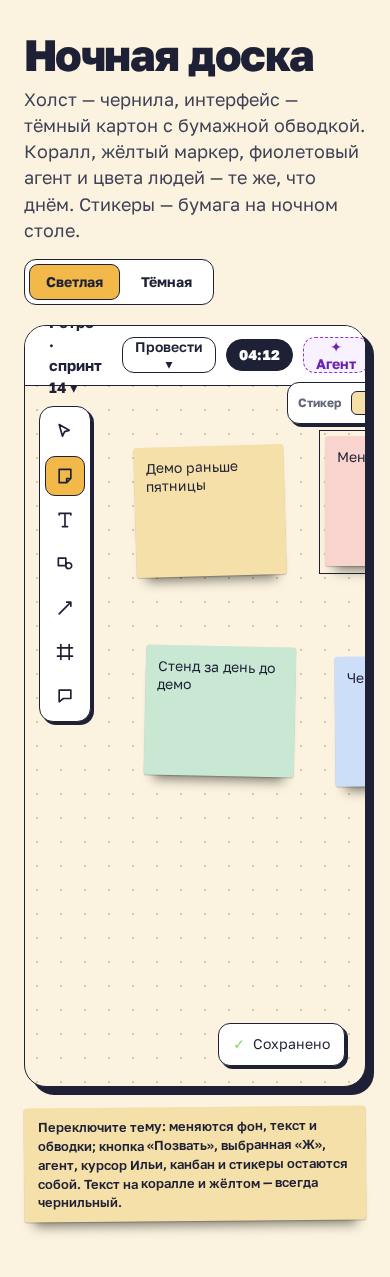 Ночная доска
Холст — чернила, интерфейс —
тёмный картон с бумажной обводкой.
Коралл, жёлтый маркер, фиолетовый
агент и цвета людей — те же, что
днём. Стикеры — бумага на ночном
столе.
Светлая
Тёмная
Ретро
·
спринт
14 ▾
Провести
▾
04:12
✦
Агент
Стикер
Демо раньше
пятницы
Мен
Стенд за день до
демо
Че
✓ Сохранено
Переключите тему: меняются фон, текст и
обводки; кнопка «Позвать», выбранная «Ж»,
агент, курсор Ильи, канбан и стикеры остаются
собой. Текст на коралле и жёлтом — всегда
чернильный.